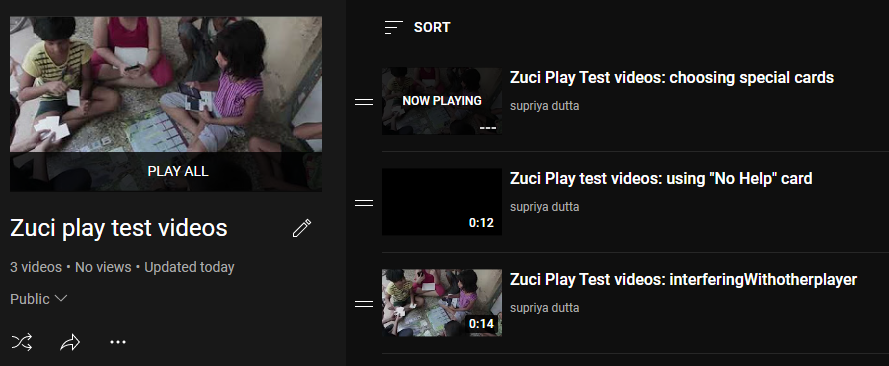 PLAY ALL
Zuci play test videos
3 videos • No views • Updated today
Public
SORT
NOW PLAYING
Zuci Play Test videos: choosing special cards
supriya dutta
Zuci Play test videos: using "No Help" card
supriya dutta
0:12
Zuci Play Test videos: interferingWithotherplayer
supriya dutta
0:14